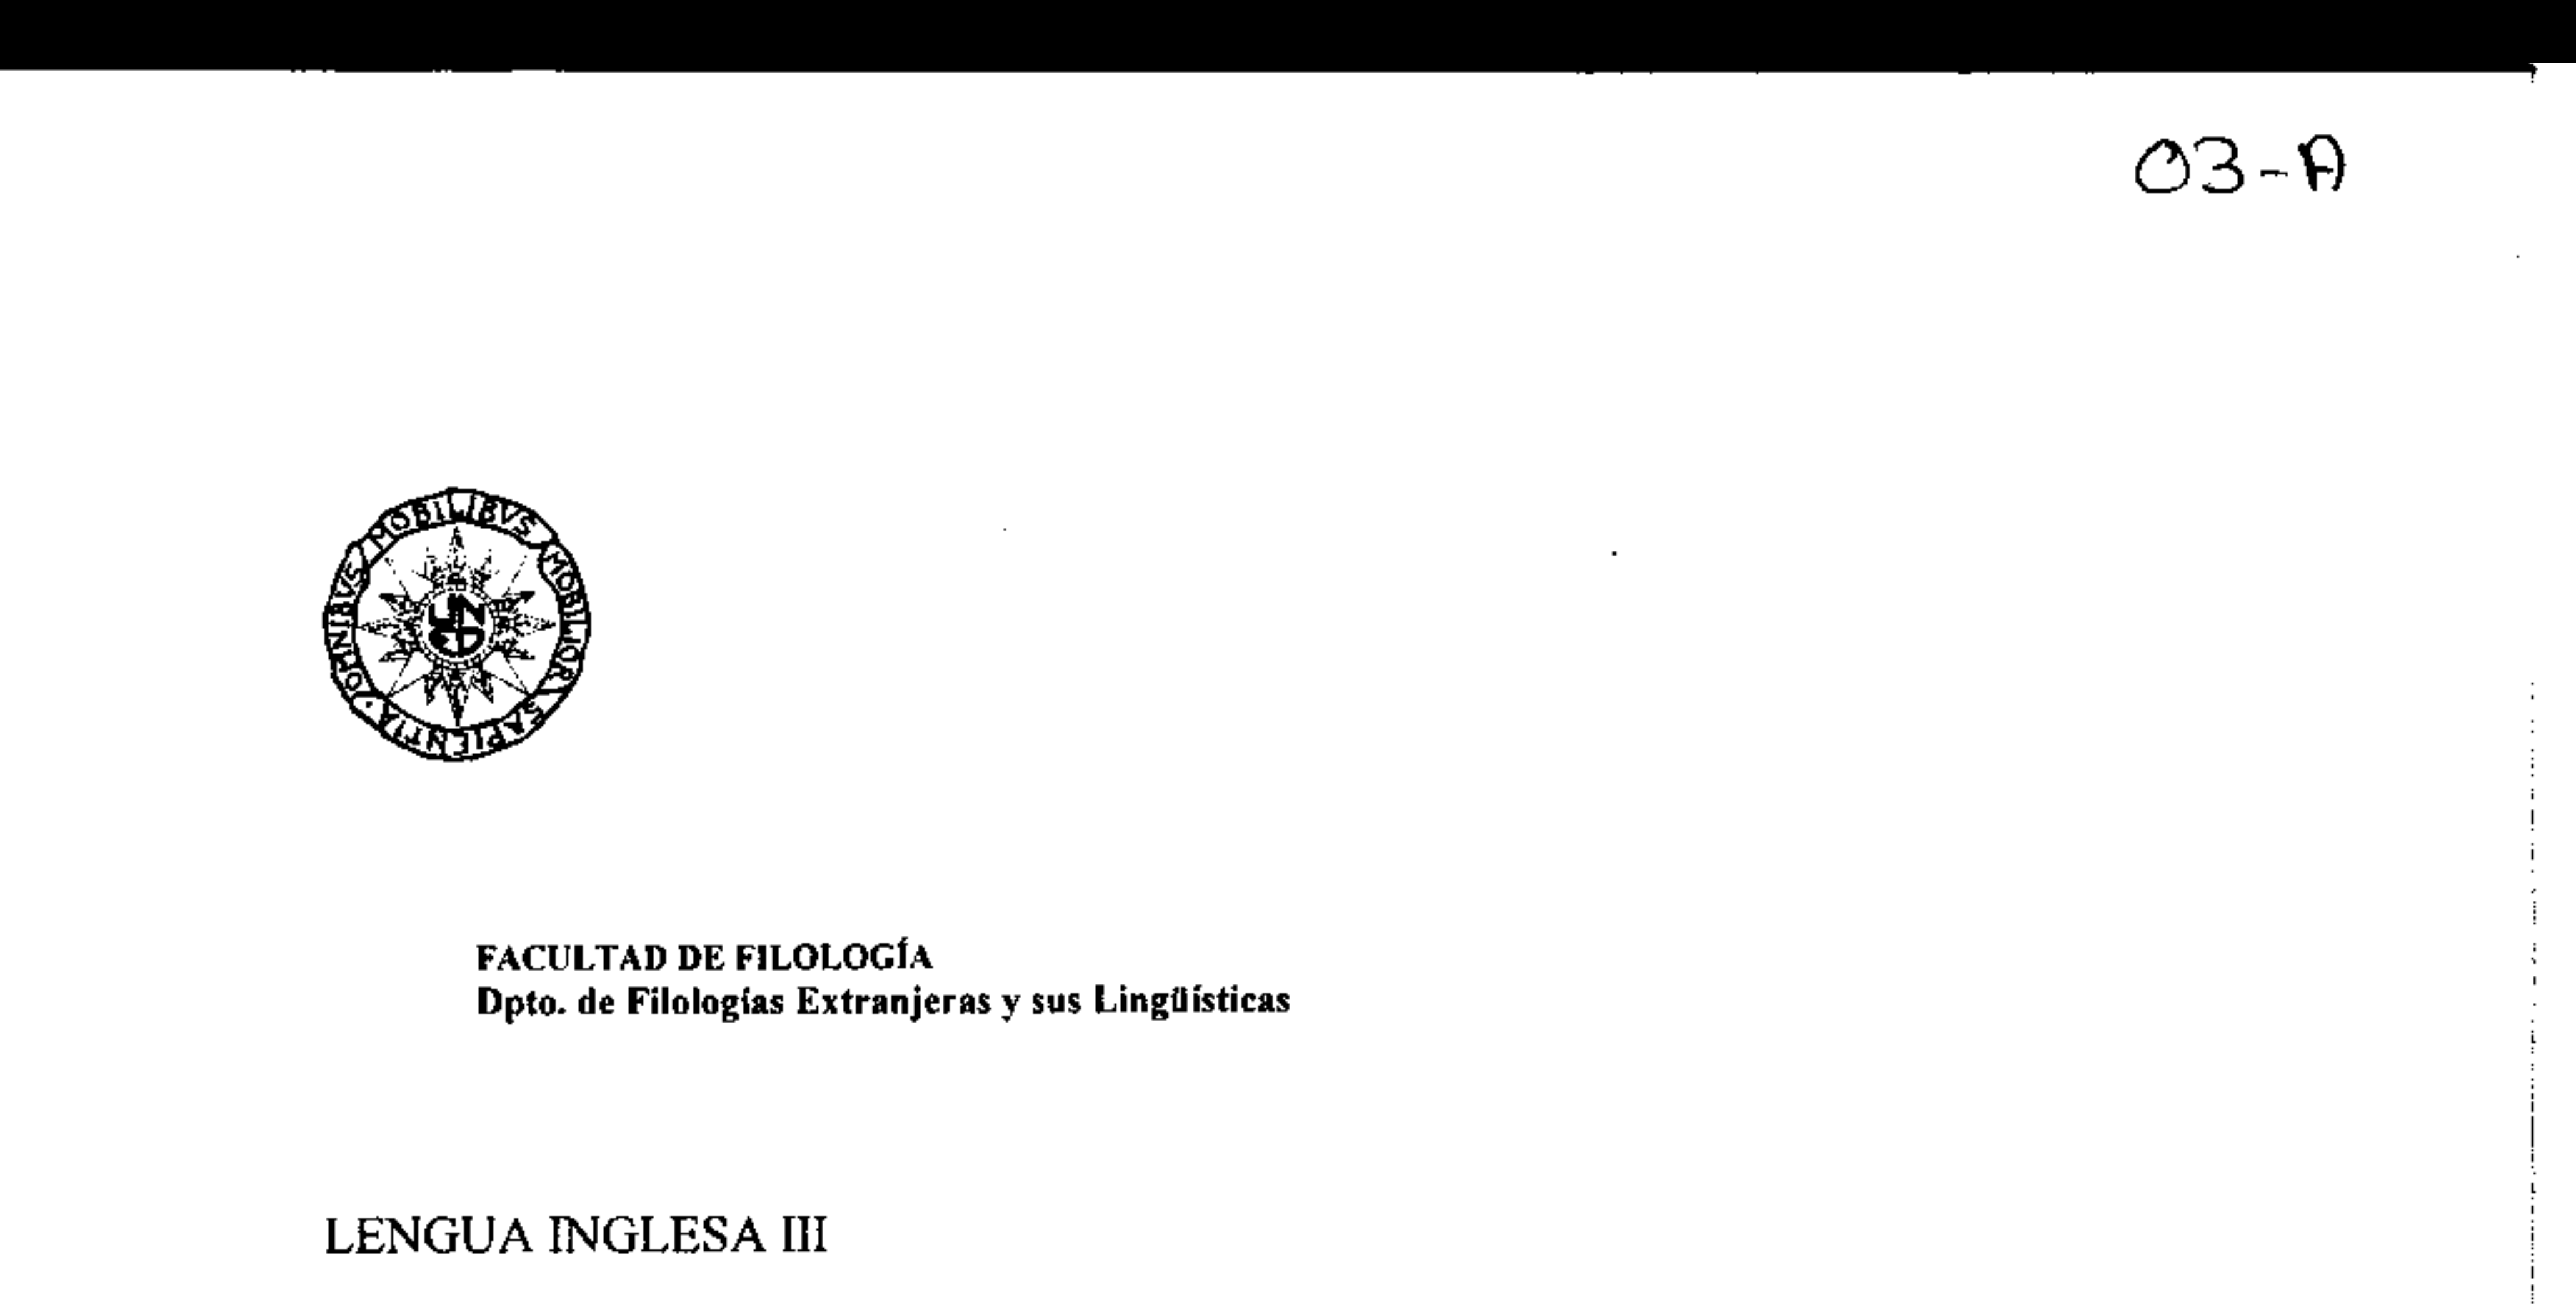 03-A
OMNIBVS MOBILIBVS MOBILIOR SAPIENTIA
UNED
FACULTAD DE FILOLOGÍA
Dpto. de Filologías Extranjeras y sus Lingüísticas
LENGUA INGLESA III